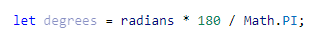 let degrees = radians * 180 / Math.PI;